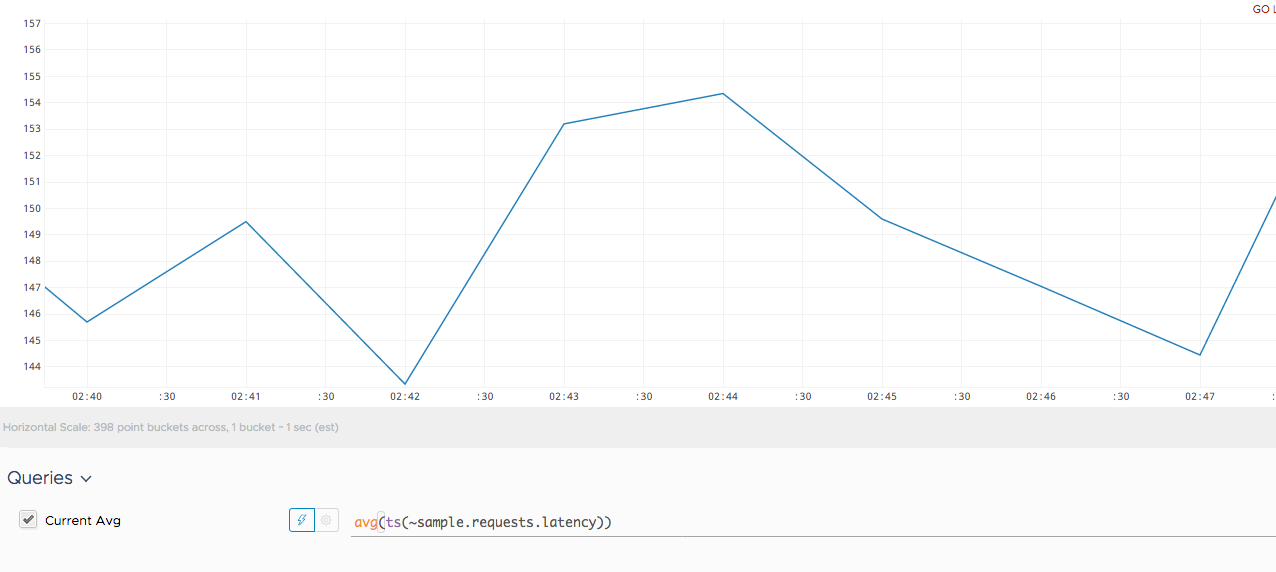 GO L
157
156
155
154
153
152
151
150
149
148
147
146
145
144
02:40 :30 02:41 :30 02:42 :30 02:43 :30 02:44 :30 02:45 :30 02:46 :30 02:47 :
Horizontal Scale: 398 point buckets across, 1 bucket ~ 1 sec (est)
Queries
Current Avg avg(ts(~sample.requests.latency))